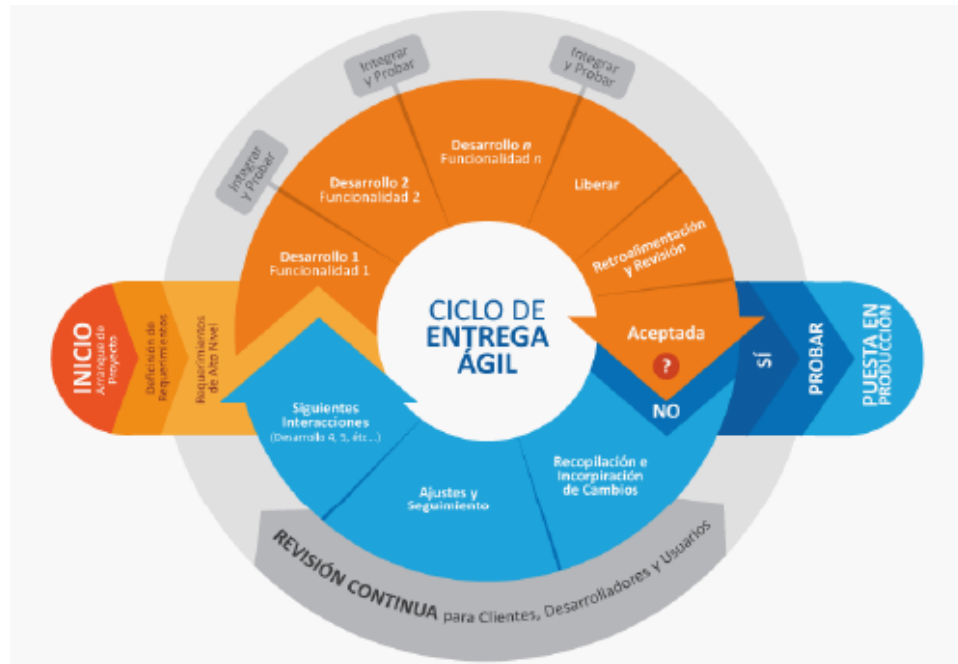 INICIO
Arranque de
Proyecto
Deficisión de
Requerimientos
Requerimientos
de Alto Nivel
Desarrollo 1
Funcionalidad 1
Integrar
y Probar
Desarrollo 2
Funcionalidad 2
Integrar
y Probar
Desarrollo n
Funcionalidad n
Integrar
y Probar
Liberar
Retroalimentación
y Revisión
Aceptada
?
NO
SÍ
PROBAR
PUESTA EN
PRODUCCIÓN
Recopilación e
Incorpiración
de Cambios
Ajustes y
Seguimiento
Siguientes
Interacciones
(Desarrollo 4, 5, étc...)
CICLO DE
ENTREGA
ÁGIL
REVISIÓN CONTINUA para Clientes, Desarrolladores y Usuarios